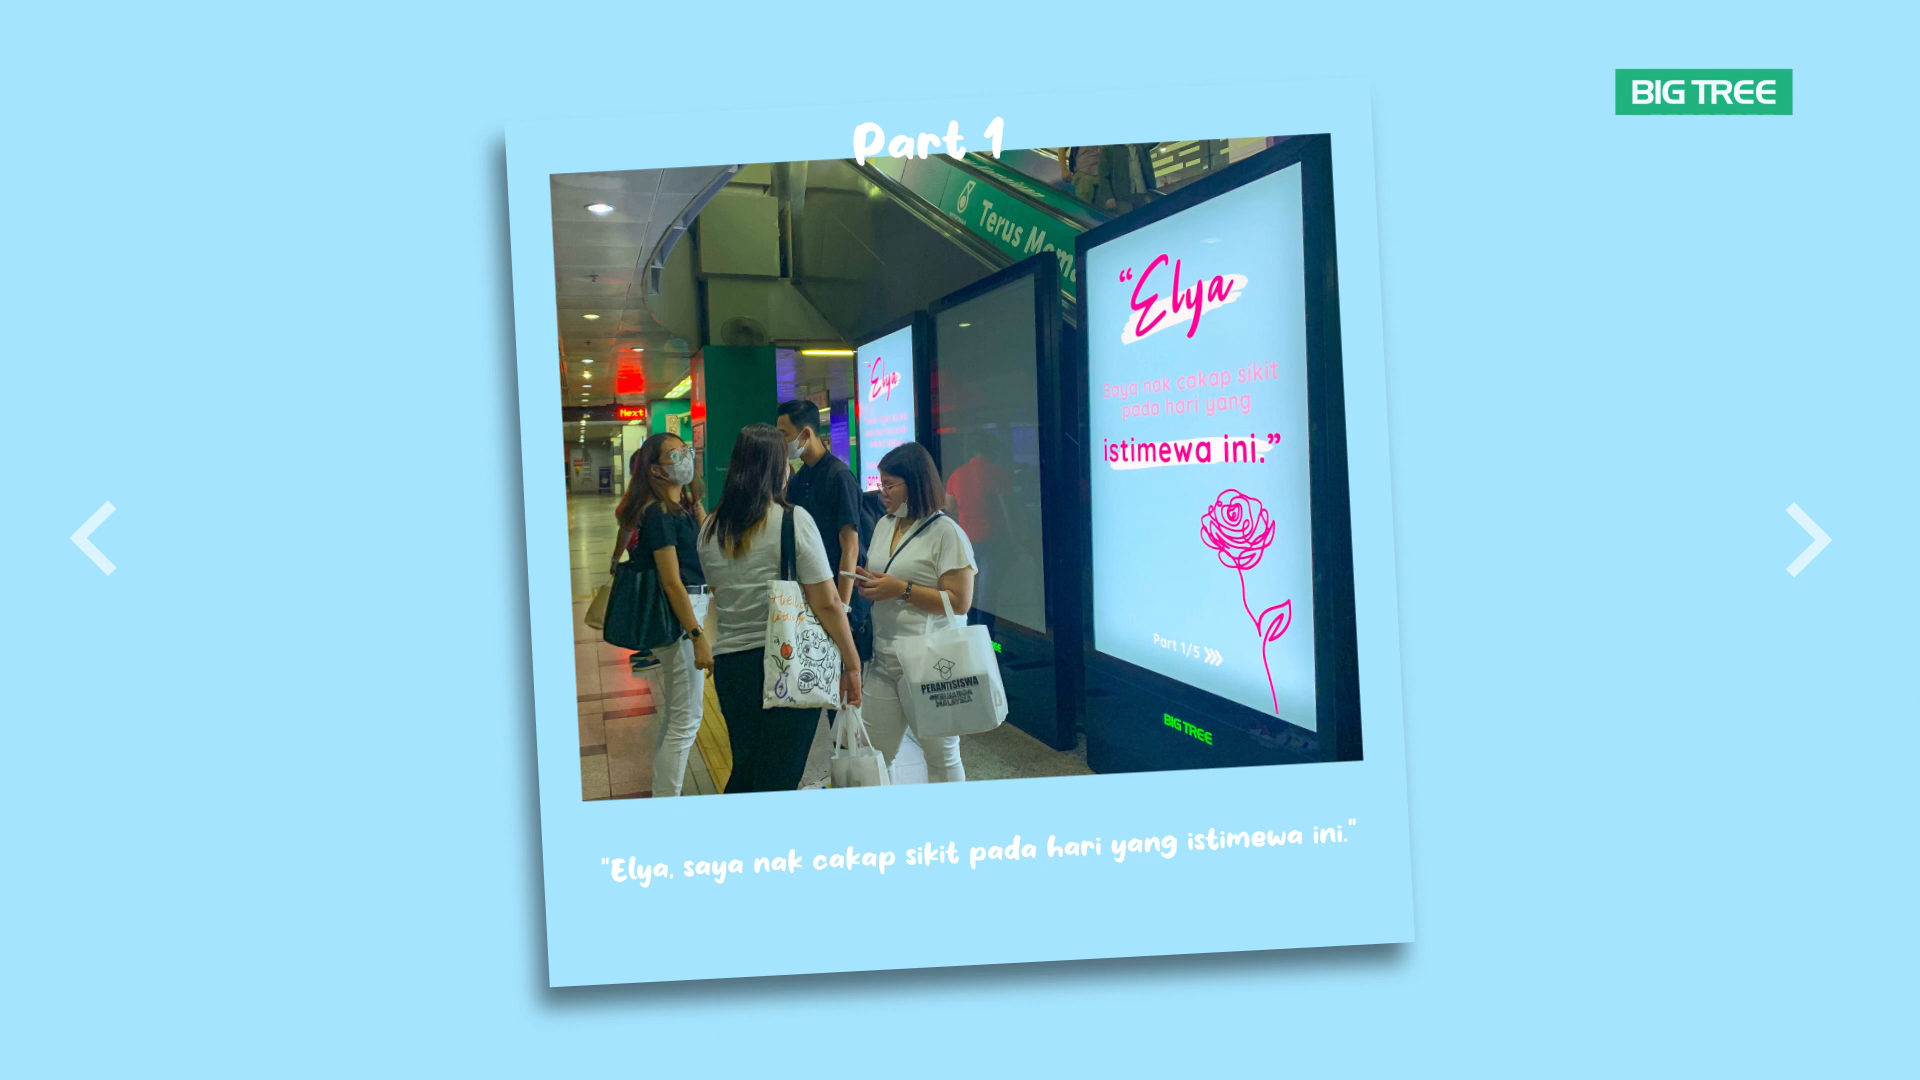 BIG TREE
Part 1
Terus
Next
"Elya
"Elya
Saya nak cakap sikit
pada hari yang
istimewa ini."
Part 1/5
BIG TREE
PERANTISISWA
"Elya, saya nak cakap sikit pada hari yang istimewa ini."